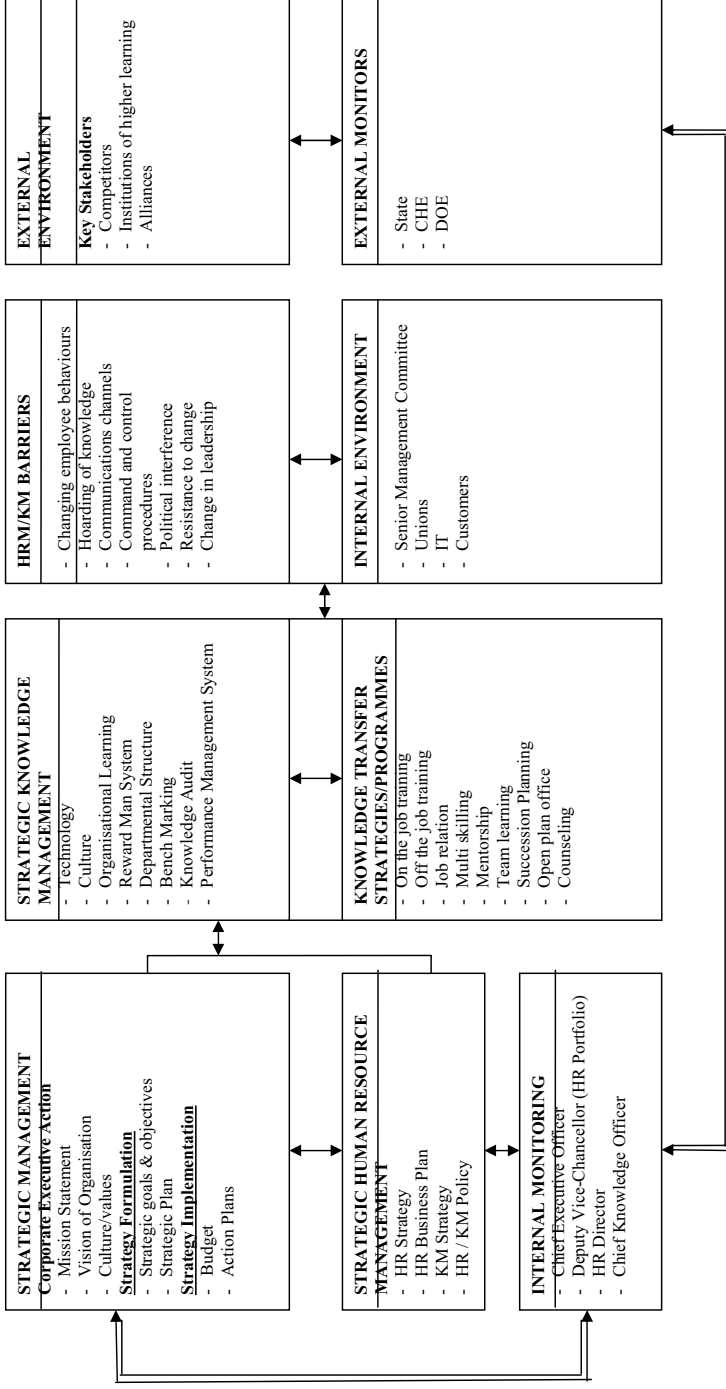 STRATEGIC MANAGEMENT
Corporate Executive Action
- Mission Statement
- Vision of Organisation
- Culture/values
Strategy Formulation
- Strategic goals & objectives
- Strategic Plan
Strategy Implementation
- Budget
- Action Plans
STRATEGIC HUMAN RESOURCE
MANAGEMENT
- HR Strategy
- HR Business Plan
- KM Strategy
- HR / KM Policy
INTERNAL MONITORING
- Chief Executive Officer
- Deputy Vice-Chancellor (HR Portfolio)
- HR Director
- Chief Knowledge Officer
STRATEGIC KNOWLEDGE
MANAGEMENT
- Technology
- Culture
- Organisational Learning
- Reward Man System
- Departmental Structure
- Bench Marking
- Knowledge Audit
- Performance Management System
KNOWLEDGE TRANSFER
STRATEGIES/PROGRAMMES
- On the job training
- Off the job training
- Job relation
- Multi skilling
- Mentorship
- Team learning
- Succession Planning
- Open plan office
- Counseling
HRM/KM BARRIERS
- Changing employee behaviours
- Hoarding of knowledge
- Communications channels
- Command and control
procedures
- Political interference
- Resistance to change
- Change in leadership
INTERNAL ENVIRONMENT
- Senior Management Committee
- Unions
- IT
- Customers
EXTERNAL
ENVIRONMENT
Key Stakeholders
- Competitors
- Institutions of higher learning
- Alliances
EXTERNAL MONITORS
- State
- CHE
- DOE